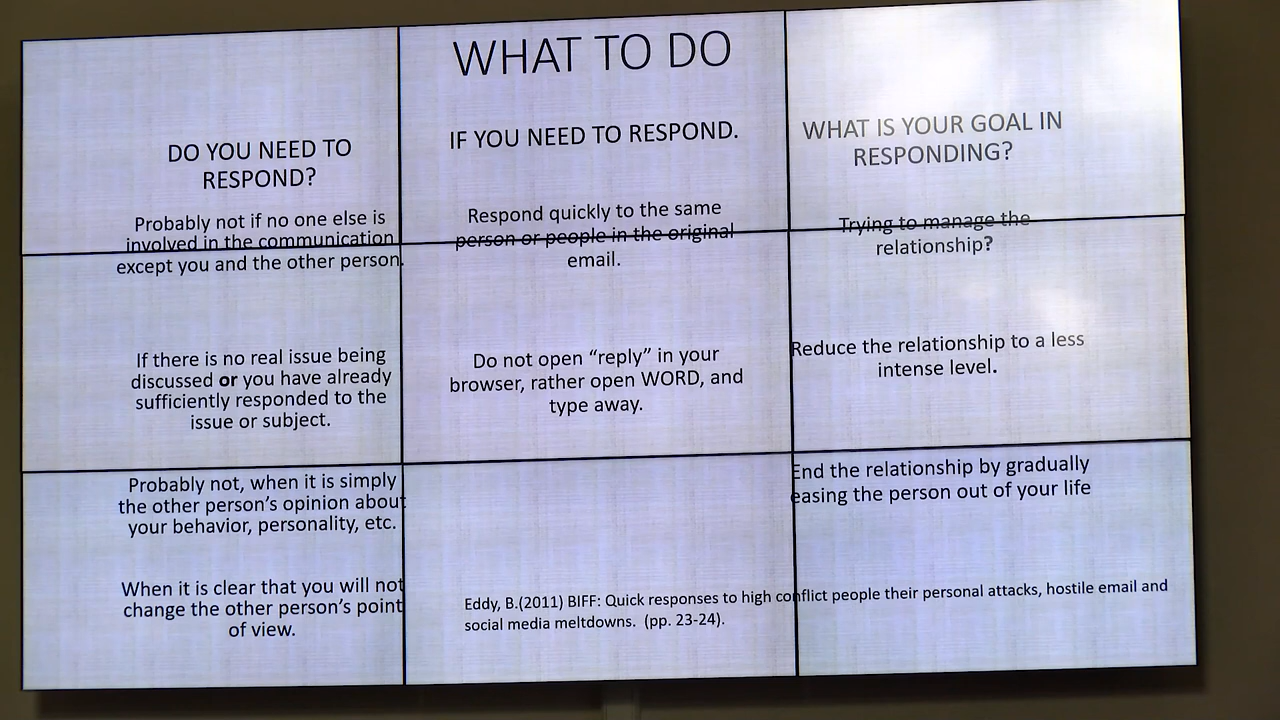 WHAT TO DO
DO YOU NEED TO
RESPOND?
Probably not if no one else is
involved in the communication
except you and the other person.
If there is no real issue being
discussed or you have already
sufficiently responded to the
issue or subject.
Probably not, when it is simply
the other person's opinion about
your behavior, personality, etc.
When it is clear that you will not
change the other person's point
of view.
IF YOU NEED TO RESPOND.
Respond quickly to the same
person or people in the original
email.
Do not open “reply” in your
browser, rather open WORD, and
type away.
WHAT IS YOUR GOAL IN
RESPONDING?
Trying to manage the
relationship?
Reduce the relationship to a less
intense level.
End the relationship by gradually
easing the person out of your life
Eddy, B.(2011) BIFF: Quick responses to high conflict people their personal attacks, hostile email and
social media meltdowns. (pp. 23-24).